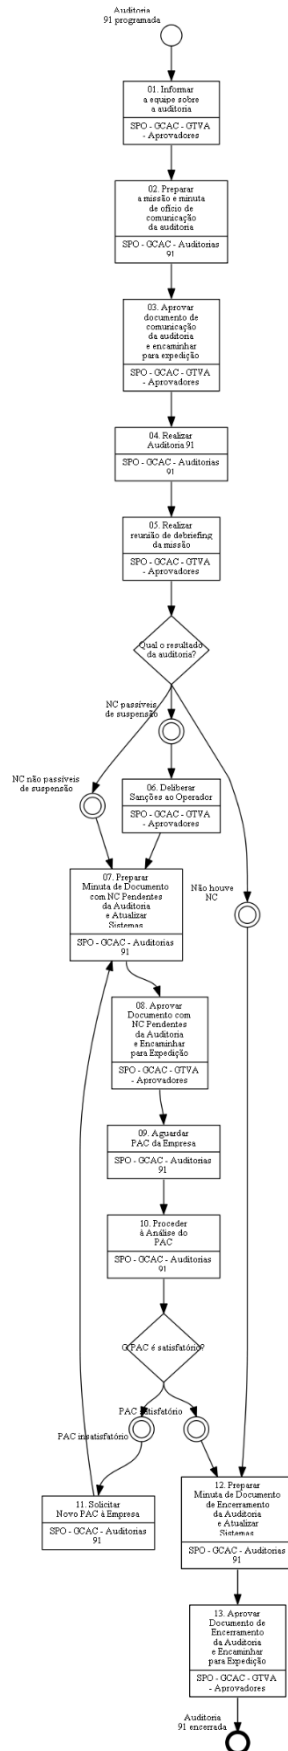 Auditoria
91 programada
01. Informar
a equipe sobre
a auditoria
SPO - GCAC - GTVA
- Aprovadores
02. Preparar
a missão e minuta
de ofício de
comunicação
da auditoria
SPO - GCAC - Auditorias
91
03. Aprovar
documento de
comunicação
da auditoria
e encaminhar
para expedição
SPO - GCAC - GTVA
- Aprovadores
04. Realizar
Auditoria 91
SPO - GCAC - Auditorias
91
05. Realizar
reunião de debriefing
da missão
SPO - GCAC - GTVA
- Aprovadores
Qual o resultado
da auditoria?
NC passíveis
de suspensão
NC não passíveis
de suspensão
06. Deliberar
Sanções ao Operador
SPO - GCAC - GTVA
- Aprovadores
Não houve
NC
07. Preparar
Minuta de Documento
com NC Pendentes
da Auditoria
e Atualizar
Sistemas
SPO - GCAC - Auditorias
91
08. Aprovar
Documento com
NC Pendentes
da Auditoria
e Encaminhar
para Expedição
SPO - GCAC - GTVA
- Aprovadores
09. Aguardar
PAC da Empresa
SPO - GCAC - Auditorias
91
10. Proceder
à Análise do
PAC
SPO - GCAC - Auditorias
91
O PAC é satisfatório?
PAC satisfatório
PAC insatisfatório
11. Solicitar
Novo PAC à Empresa
SPO - GCAC - Auditorias
91
12. Preparar
Minuta de Documento
de Encerramento
da Auditoria
e Atualizar
Sistemas
SPO - GCAC - Auditorias
91
13. Aprovar
Documento de
Encerramento
da Auditoria
e Encaminhar
para Expedição
SPO - GCAC - GTVA
- Aprovadores
Auditoria
91 encerrada